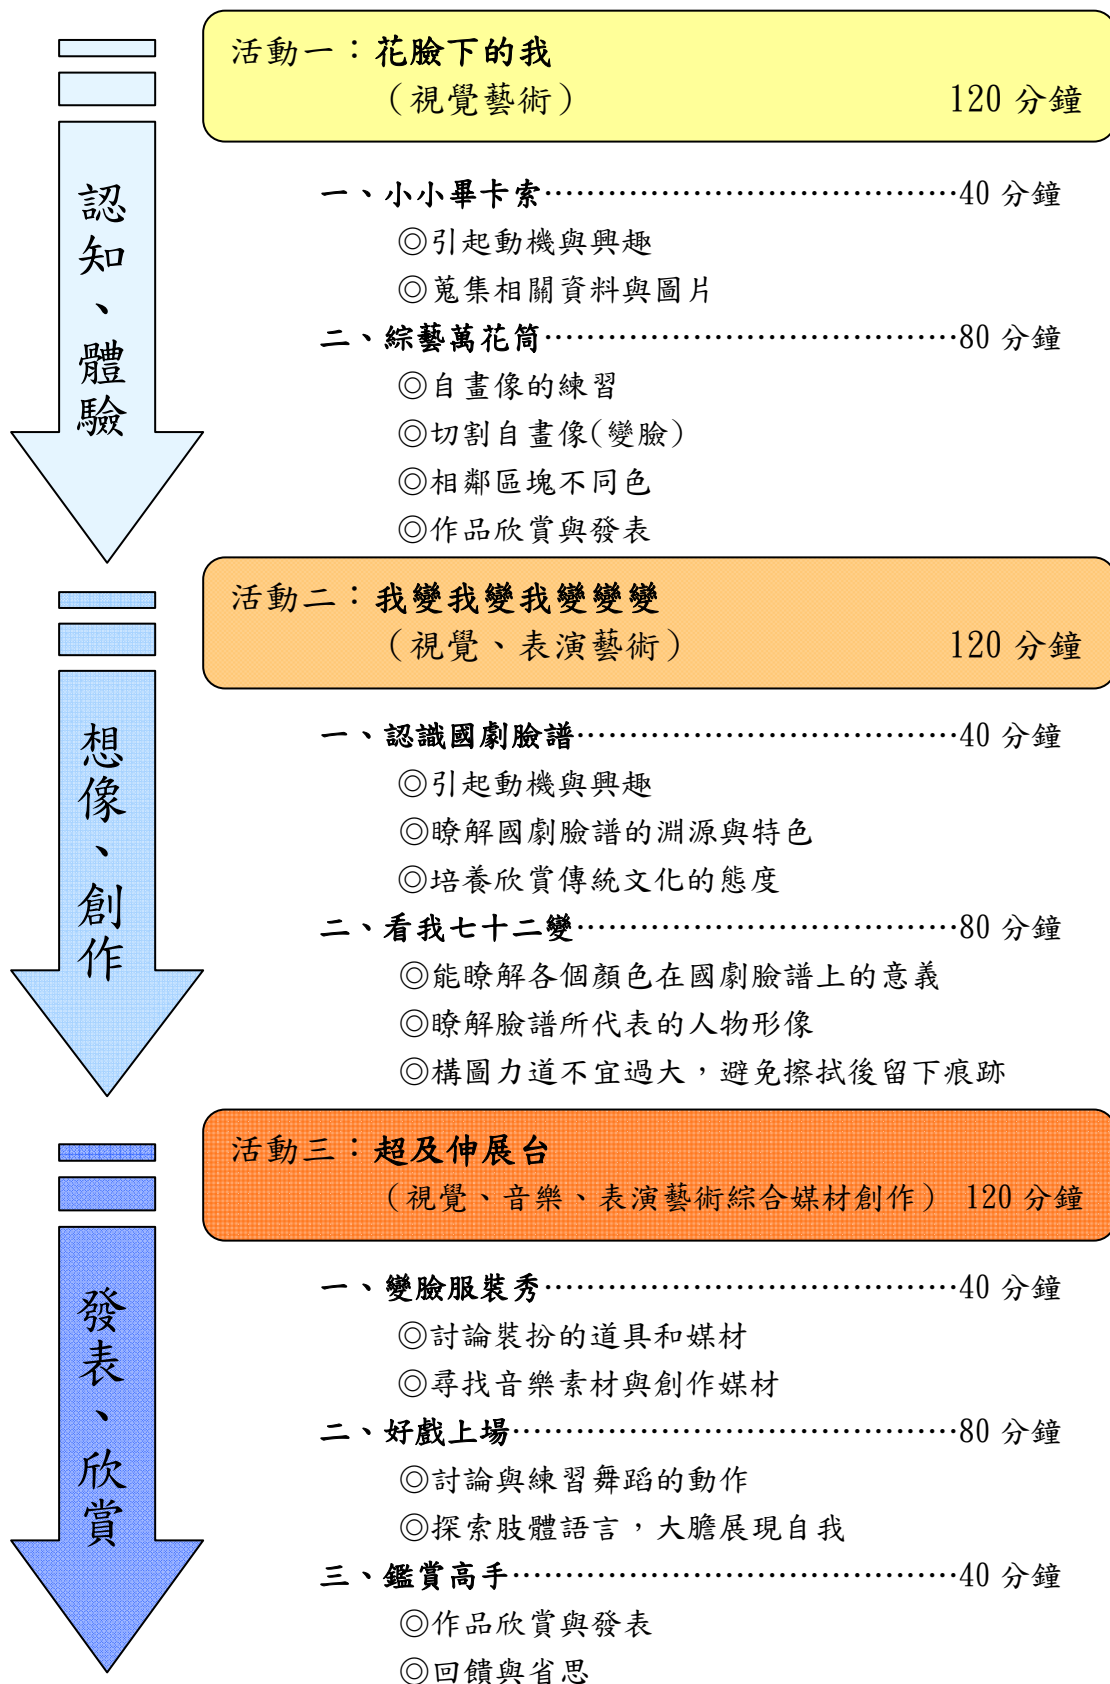 活動一：花臉下的我
（視覺藝術） 120 分鐘
認知、體驗
一、小小畢卡索…………………………………40 分鐘
◎引起動機與興趣
◎蒐集相關資料與圖片
二、綜藝萬花筒…………………………………80 分鐘
◎自畫像的練習
◎切割自畫像(變臉)
◎相鄰區塊不同色
◎作品欣賞與發表
活動二：我變我變我變變變
（視覺、表演藝術） 120 分鐘
想像、創作
一、認識國劇臉譜………………………………40 分鐘
◎引起動機與興趣
◎瞭解國劇臉譜的淵源與特色
◎培養欣賞傳統文化的態度
二、看我七十二變………………………………80 分鐘
◎能瞭解各個顏色在國劇臉譜上的意義
◎瞭解臉譜所代表的人物形像
◎構圖力道不宜過大，避免擦拭後留下痕跡
活動三：超及伸展台
（視覺、音樂、表演藝術綜合媒材創作） 120 分鐘
發表、欣賞
一、變臉服裝秀…………………………………40 分鐘
◎討論裝扮的道具和媒材
◎尋找音樂素材與創作媒材
二、好戲上場……………………………………80 分鐘
◎討論與練習舞蹈的動作
◎探索肢體語言，大膽展現自我
三、鑑賞高手……………………………………40 分鐘
◎作品欣賞與發表
◎回饋與省思